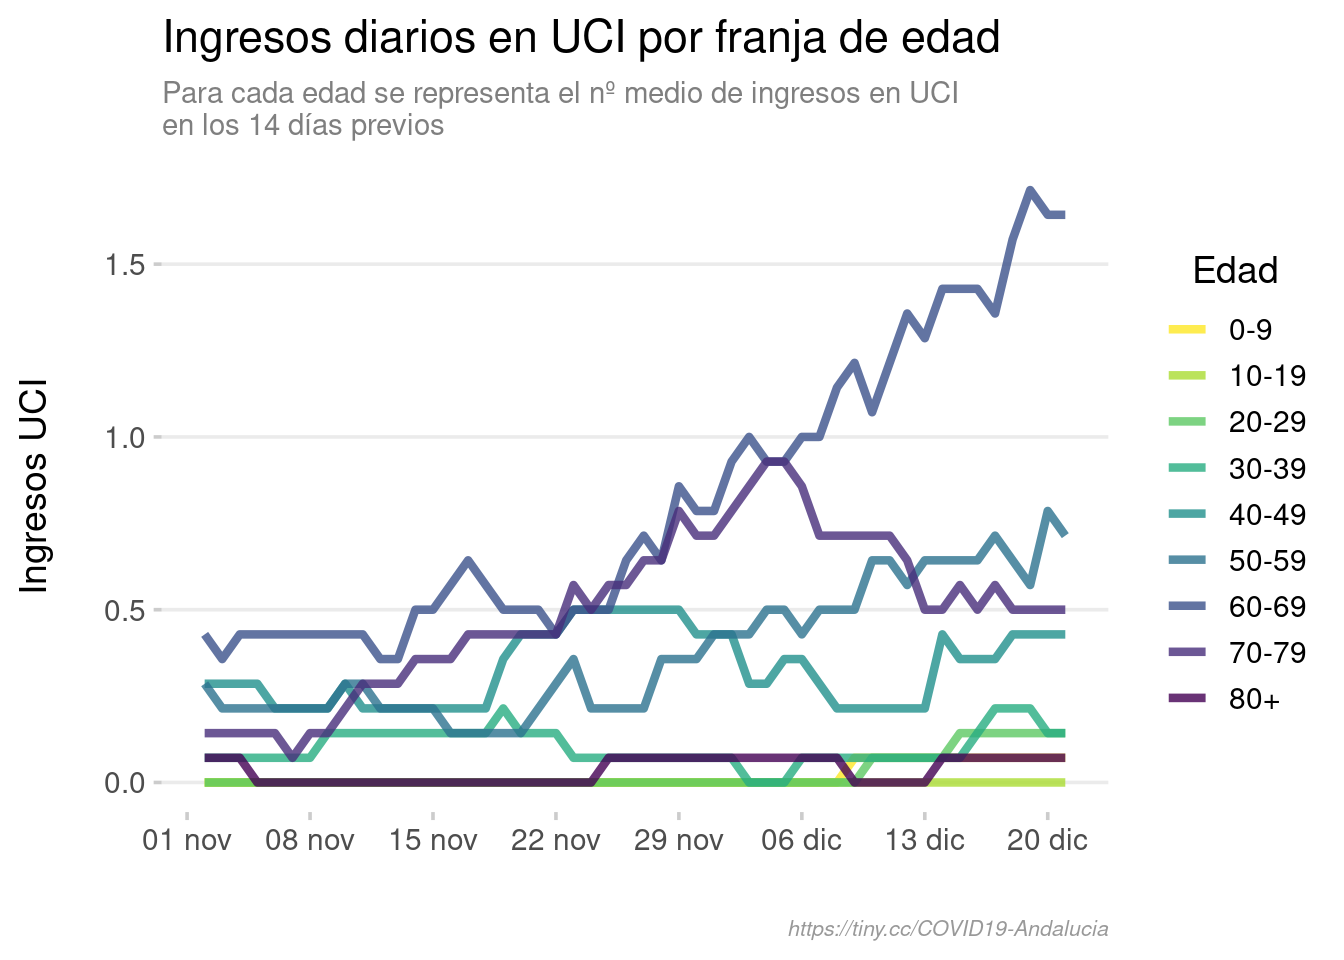 Ingresos diarios en UCI por franja de edad
Para cada edad se representa el nº medio de ingresos en UCI
en los 14 días previos
Ingresos UCI
1.5
1.0
0.5
0.0
01 nov
08 nov
15 nov
22 nov
29 nov
06 dic
13 dic
20 dic
Edad
0-9
10-19
20-29
30-39
40-49
50-59
60-69
70-79
80+
https://tiny.cc/COVID19-Andalucia